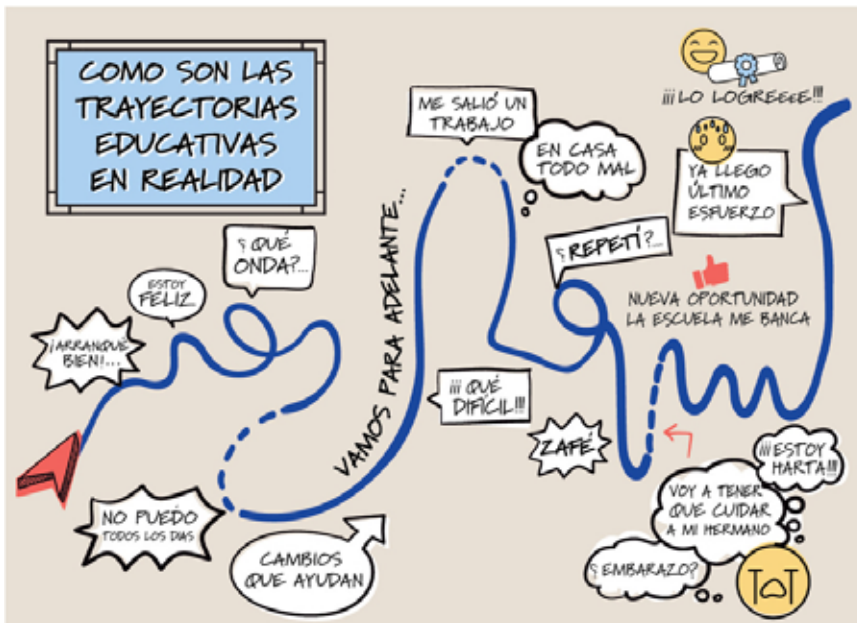 COMO SON LAS
TRAYECTORIAS
EDUCATIVAS
EN REALIDAD
¡ARRANQUÉ
BIEN!...
ESTOY
FELIZ
¿QUÉ
ONDA?...
NO PUEDO
TODOS LOS DIAS
CAMBIOS
QUE AYUDAN
VAMOS PARA ADELANTE...
ME SALIÓ UN
TRABAJO
EN CASA
TODO MAL
¡¡¡QUÉ
DIFÍCIL!!!
¿REPETÍ?...
ZAFÉ
¿EMBARAZO?
VOY A TENER
QUE CUIDAR
A MI HERMANO
¡¡¡ESTOY
HARTA!!!
NUEVA OPORTUNIDAD
LA ESCUELA ME BANCA
YA LLEGO
ÚLTIMO
ESFUERZO
¡¡¡LO LOGREEEE!!!